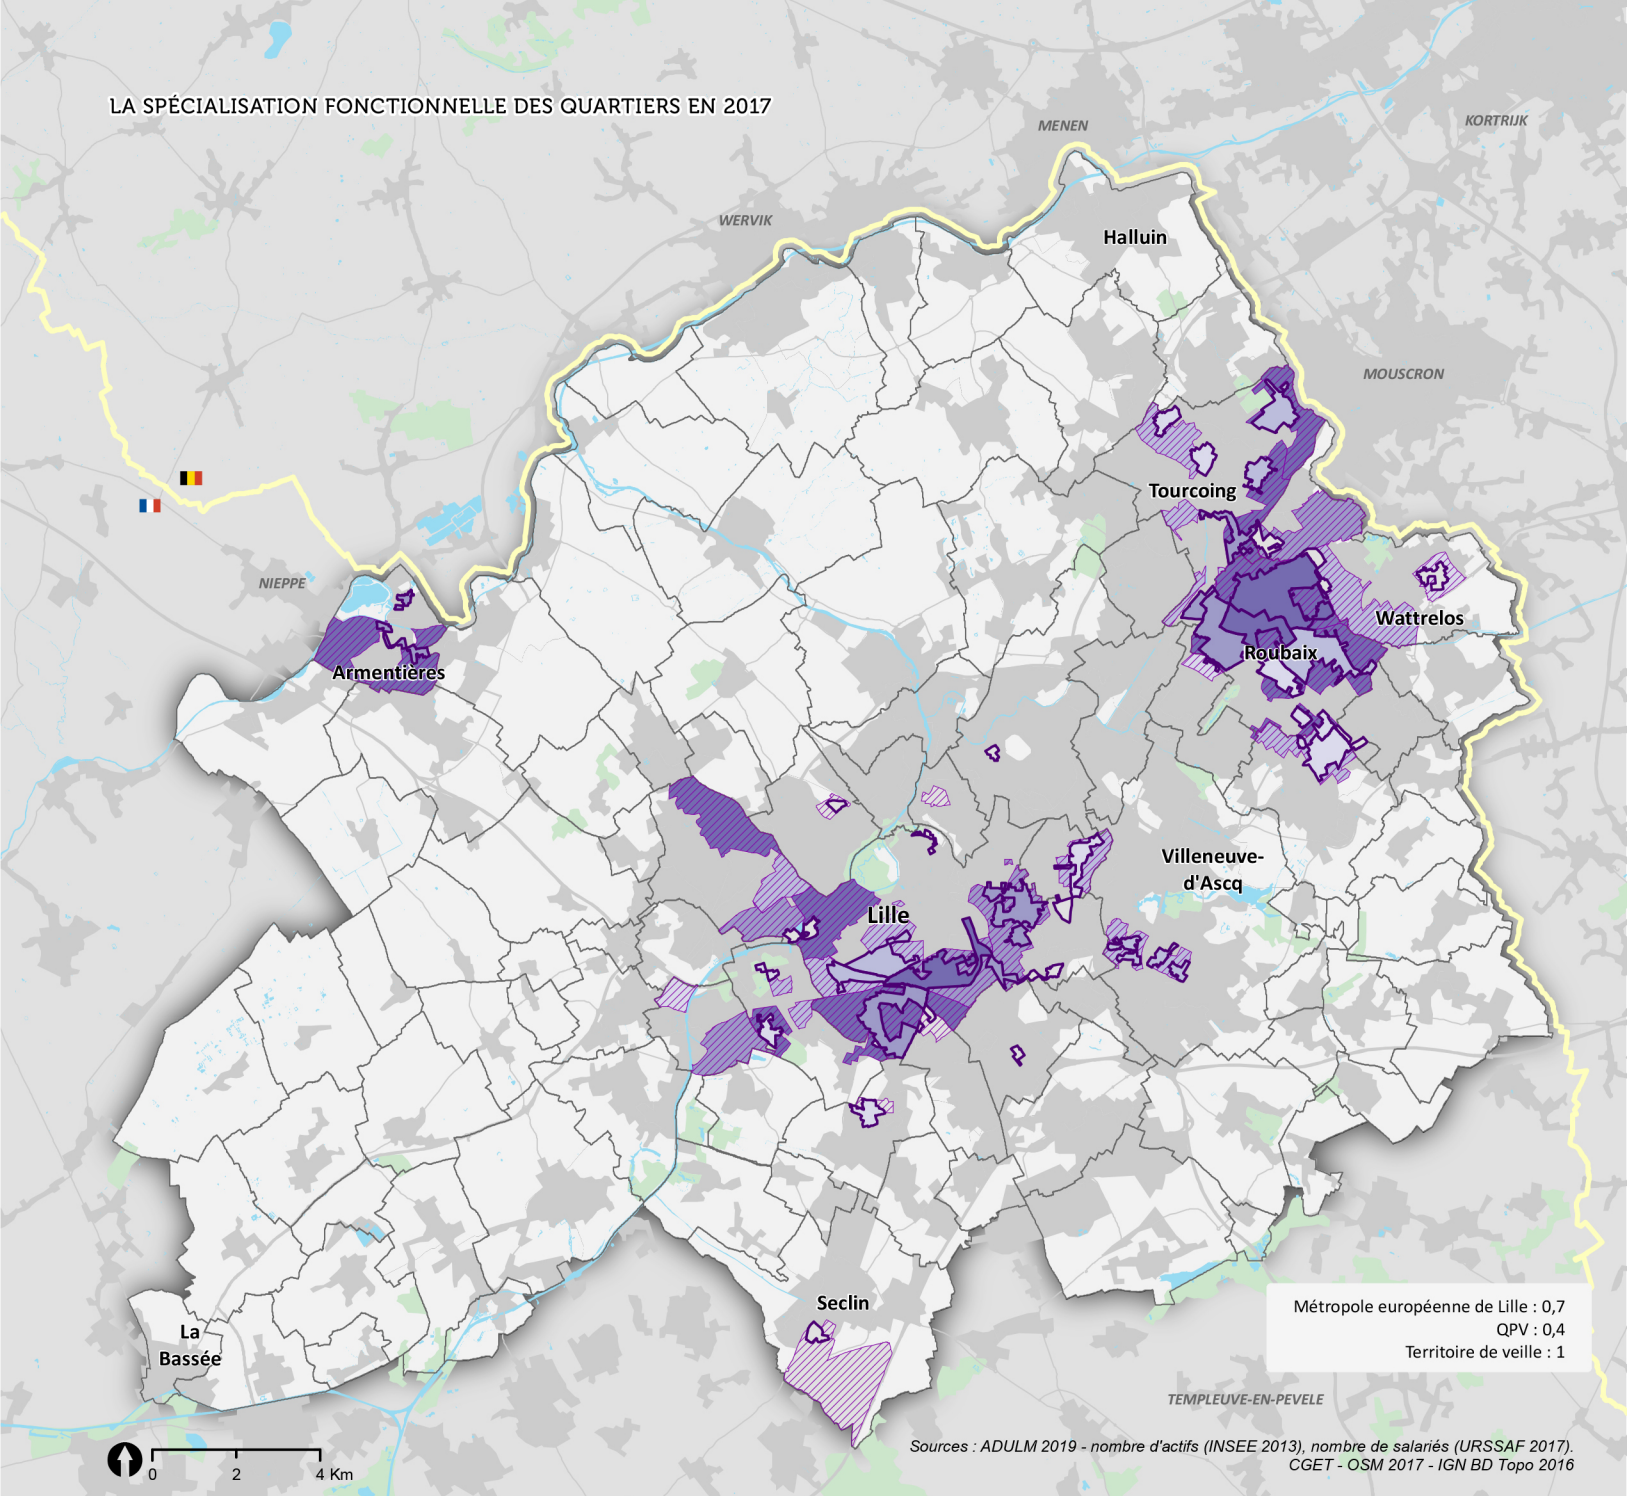 LA SPÉCIALISATION FONCTIONNELLE DES QUARTIERS EN 2017
KORTRIJK
MENEN
WERVIK
Halluin
MOUSCRON
Tourcoing
NIEPPE
Wattrelos
Roubaix
Armentières
Villeneuve-
d'Ascq
Lille
Seclin
La
Bassée
Métropole européenne de Lille : 0,7
QPV : 0,4
Territoire de veille : 1
TEMPLEUVE-EN-PEVELE
Sources : ADULM 2019 - nombre d'actifs (INSEE 2013), nombre de salariés (URSSAF 2017).
CGET - OSM 2017 - IGN BD Topo 2016
0 2 4 Km